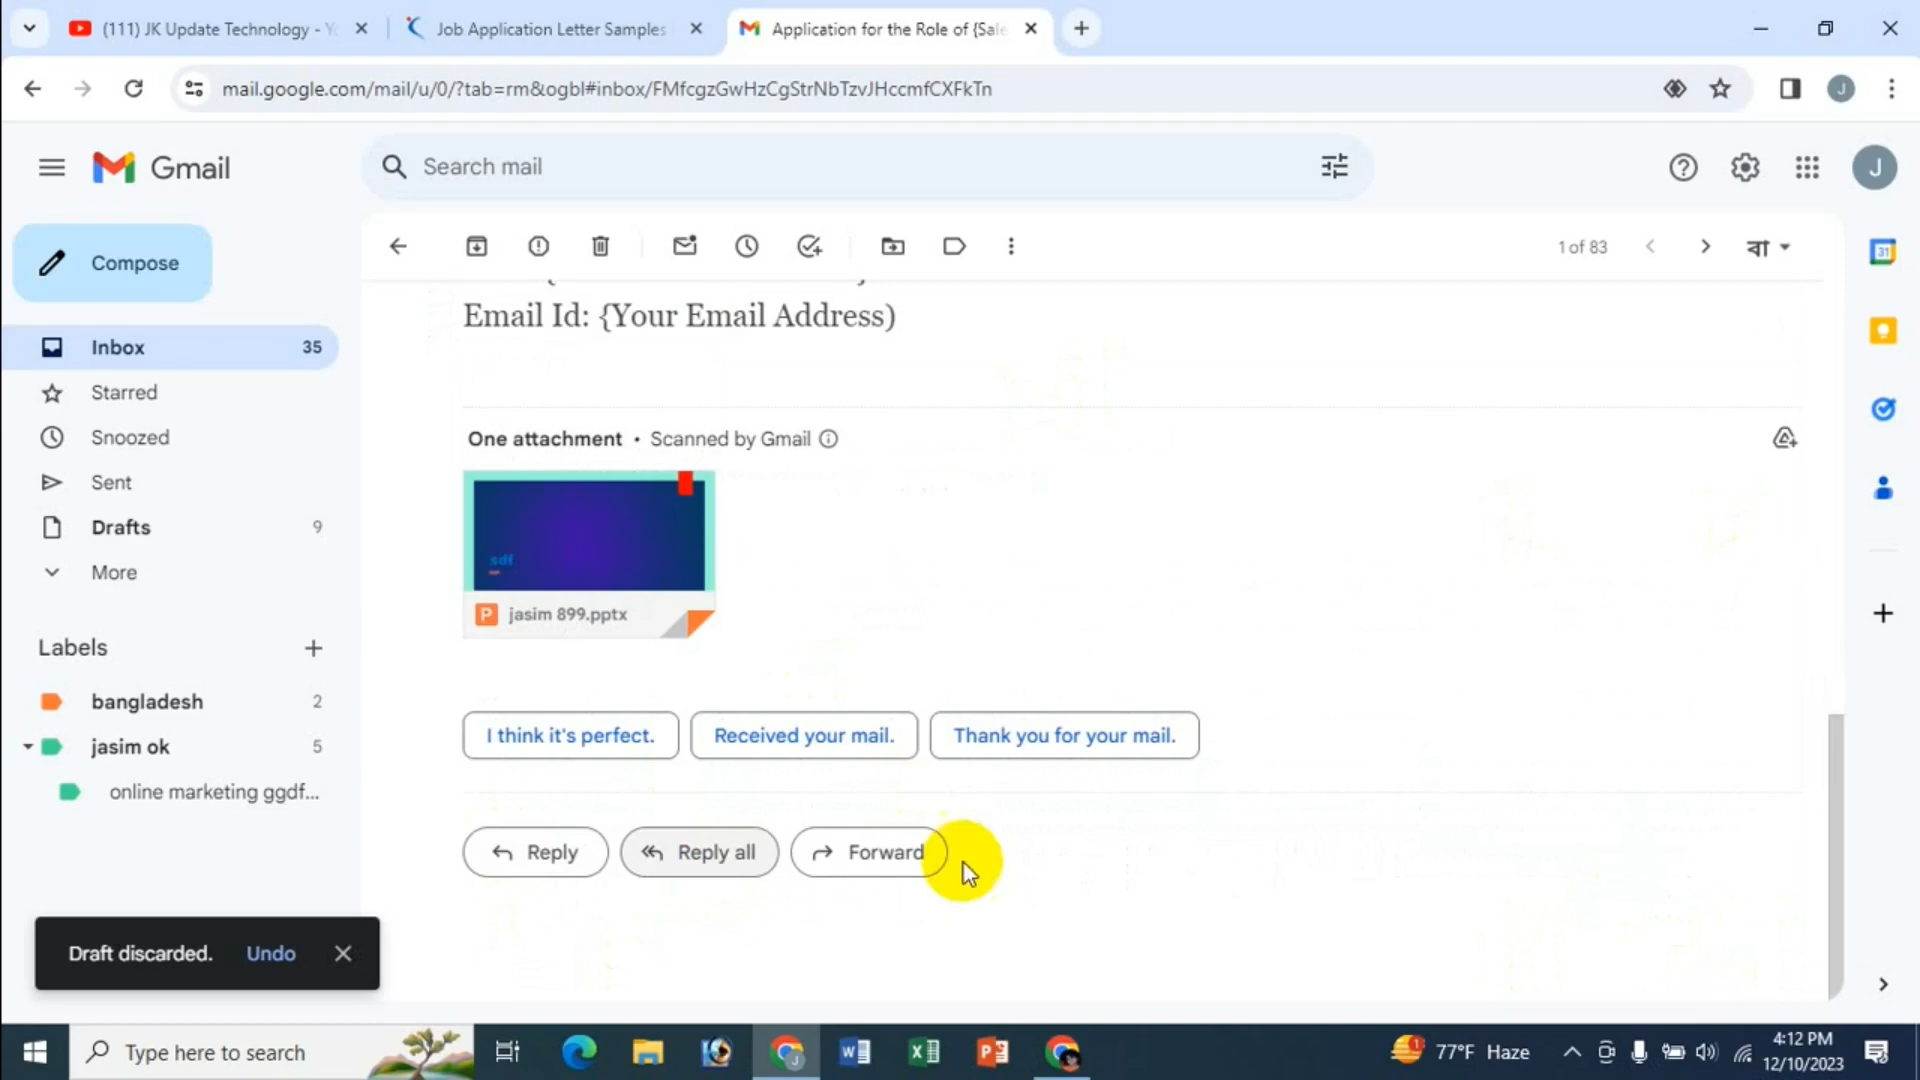 (111) JK Update Technology - Y
Job Application Letter Samples
Application for the Role of {Sale
mail.google.com/mail/u/0/?tab=rm&ogbl#inbox/FMfcgzGwHzCgStrNbTzvJHccmfCXFkTn
J
Gmail
Search mail
J
Compose
1 of 83
বা
31
Email Id: {Your Email Address)
Inbox 35
Starred
Snoozed
Sent
Drafts 9
More
One attachment • Scanned by Gmail
sdf
P jasim 899.pptx
Labels
bangladesh 2
jasim ok 5
online marketing ggdf...
I think it's perfect.
Received your mail.
Thank you for your mail.
Reply
Reply all
Forward
Draft discarded. Undo
Type here to search
1
77°F Haze
4:12 PM
12/10/2023